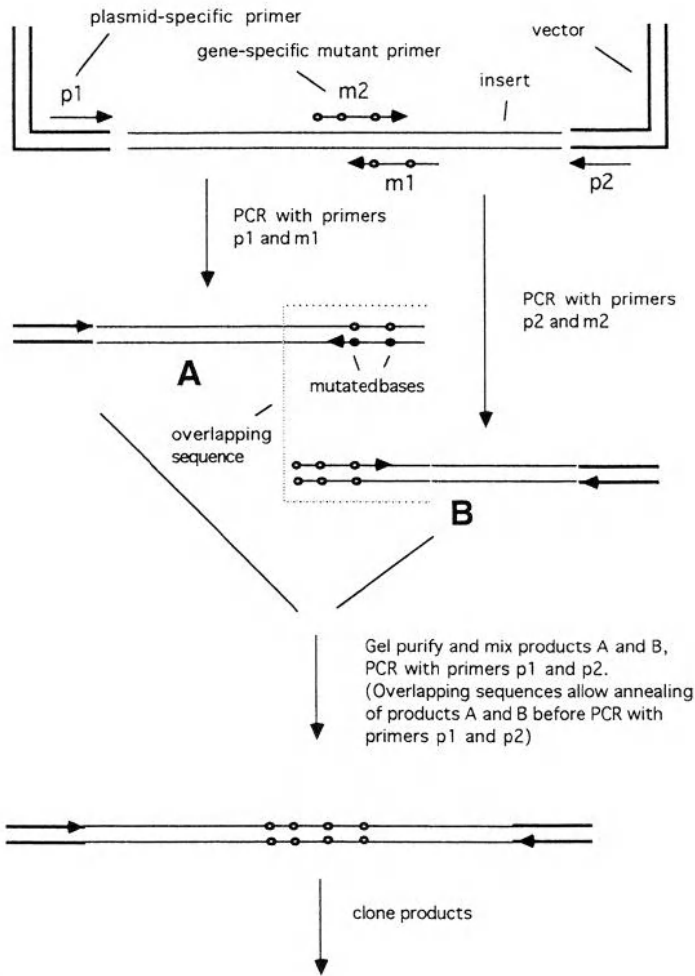 plasmid-specific primer
vector
gene-specific mutant primer
p1
m2
insert
m1
p2
PCR with primers
p1 and m1
PCR with primers
p2 and m2
A
mutatedbases
overlapping
sequence
B
Gel purify and mix products A and B,
PCR with primers p1 and p2.
(Overlapping sequences allow annealing
of products A and B before PCR with
primers p1 and p2)
clone products